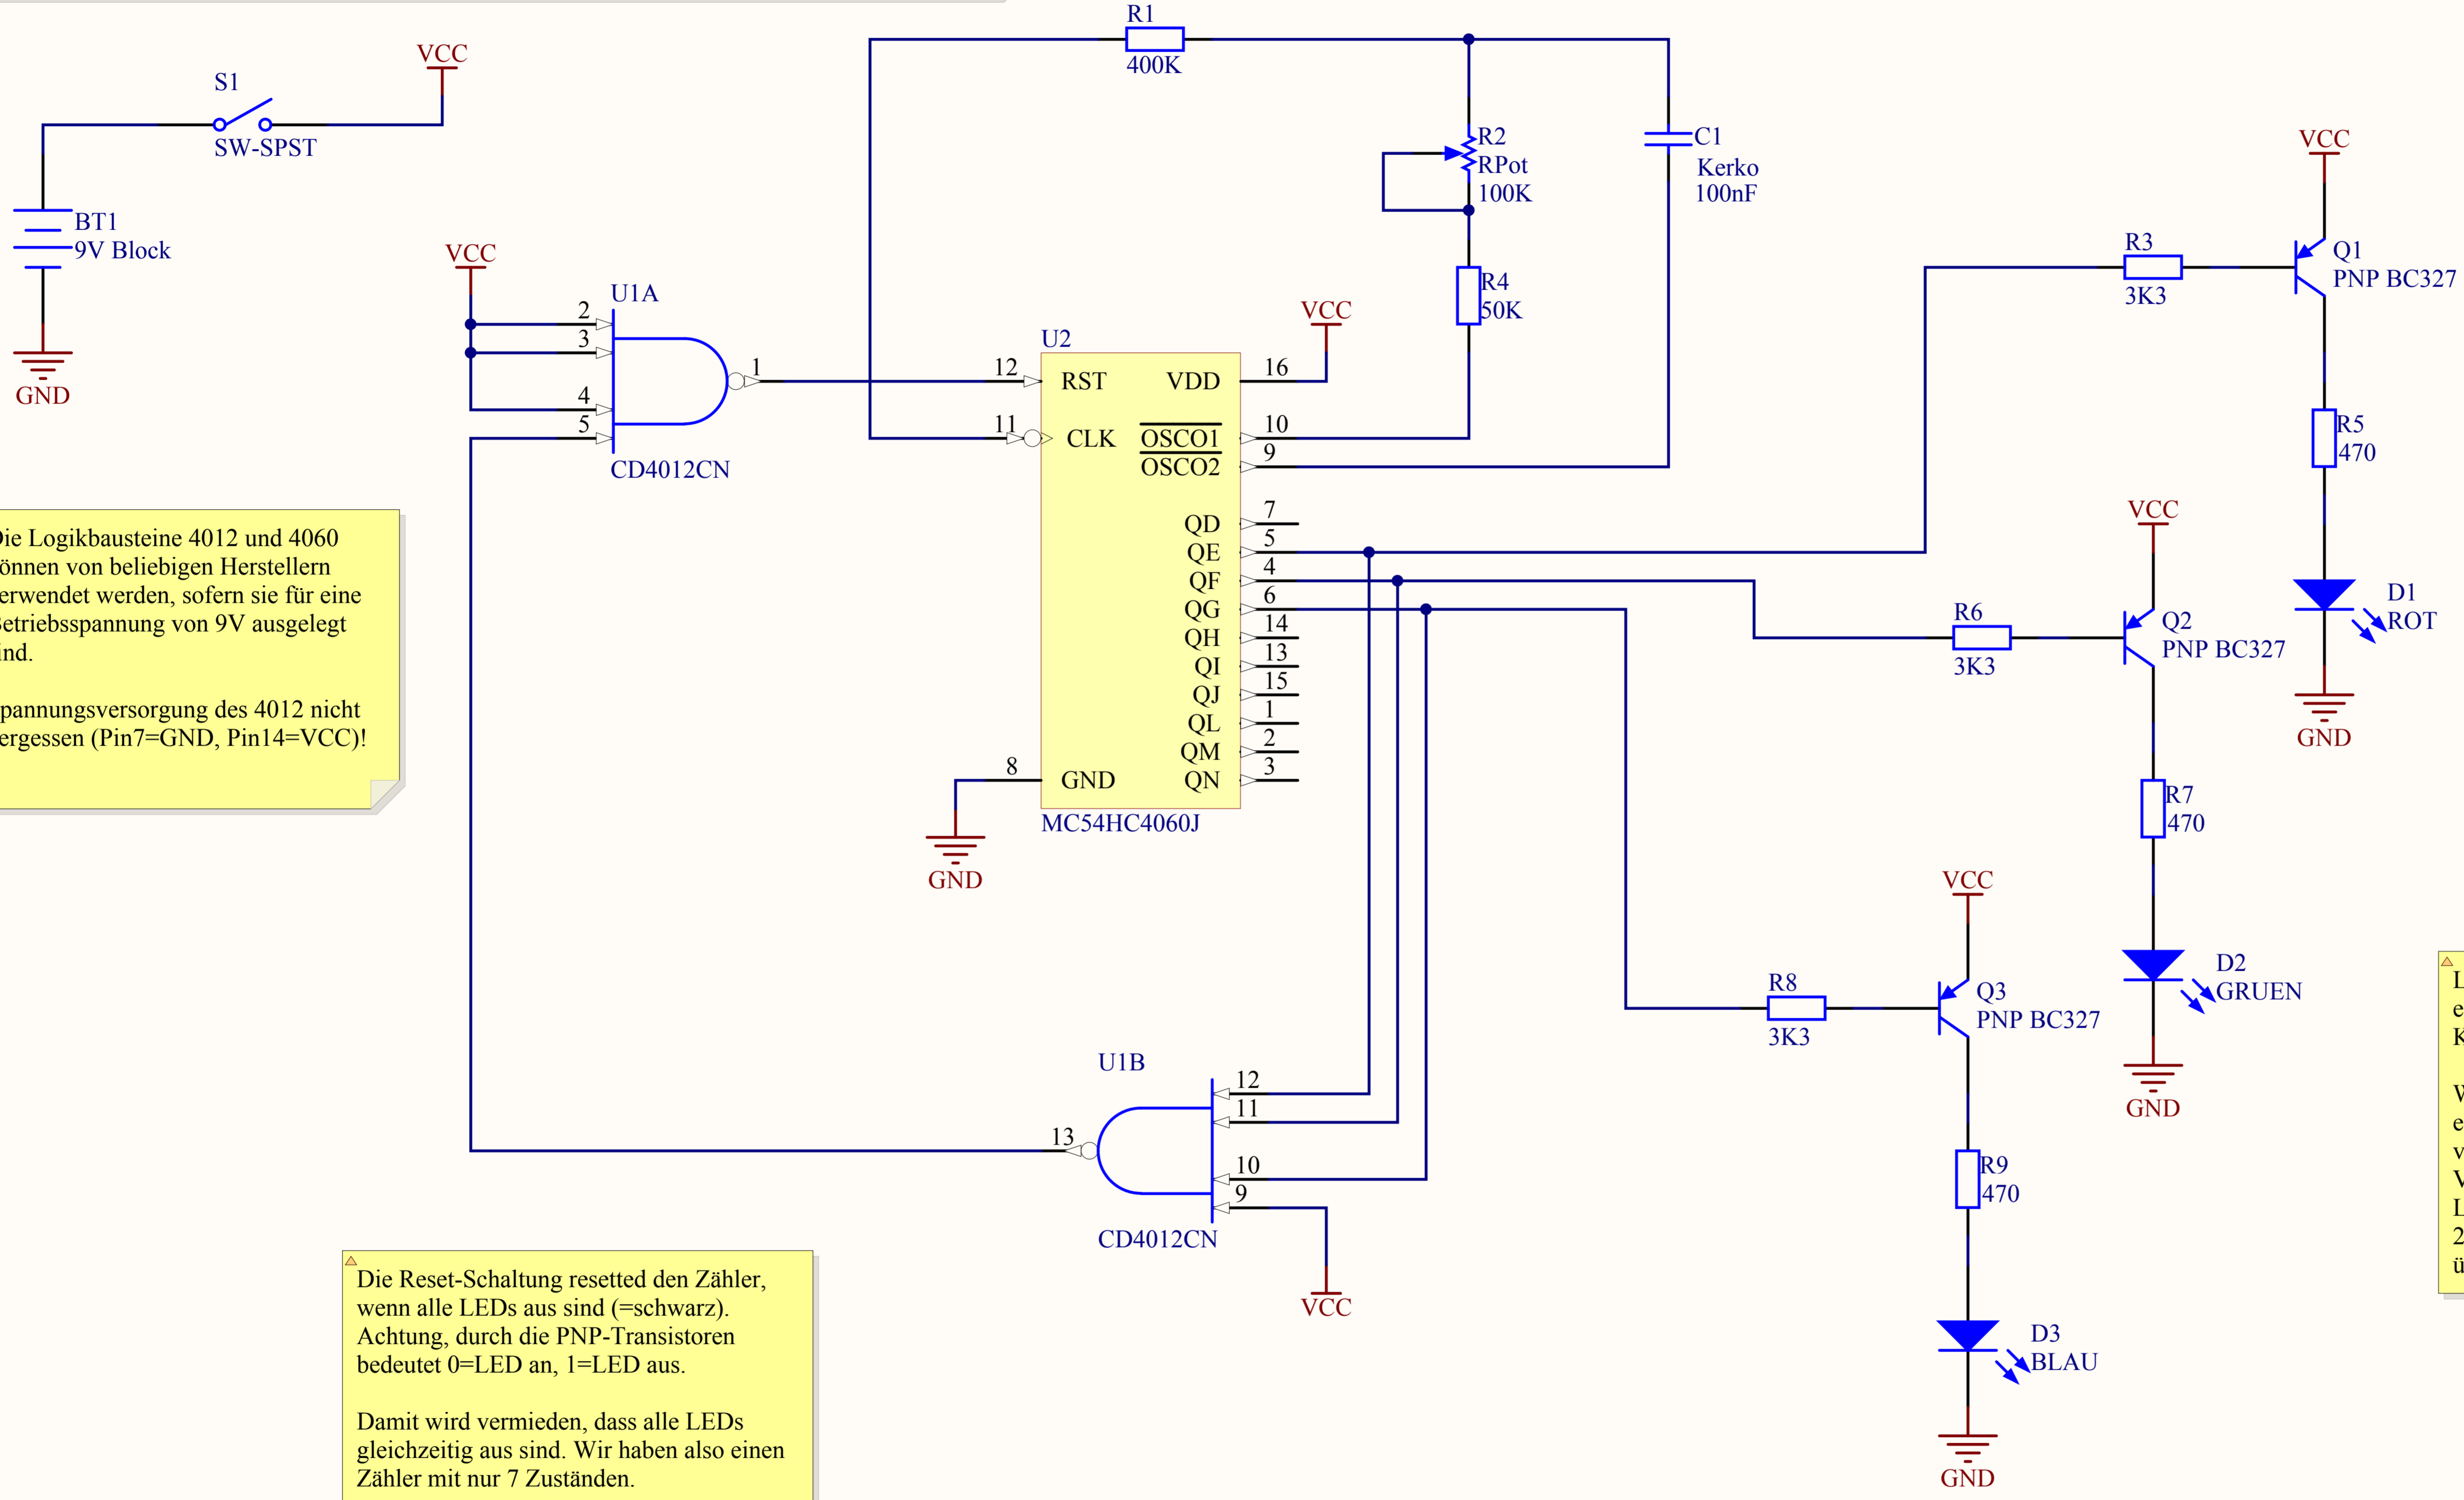 R1
400K
VCC
S1
SW-SPST
BT1
9V Block
GND
R2
RPot
100K
C1
Kerko
100nF
R4
50K
VCC
U1A
2
3
4
5
1
CD4012CN
U2
12
RST
VDD
16
VCC
11
CLK
OSCO1
10
OSCO2
9
QD
7
QE
5
QF
4
QG
6
QH
14
QI
13
QJ
15
QL
1
QM
2
QN
3
8
GND
MC54HC4060J
GND
VCC
R3
3K3
Q1
PNP BC327
R5
470
D1
ROT
GND
VCC
R6
3K3
Q2
PNP BC327
R7
470
D2
GRUEN
GND
VCC
R8
3K3
Q3
PNP BC327
R9
470
D3
BLAU
GND
U1B
12
11
10
9
13
CD4012CN
VCC
ie Logikbausteine 4012 und 4060
önnen von beliebigen Herstellern
erwendet werden, sofern sie für eine
etriebsspannung von 9V ausgelegt
ind.
pannungsversorgung des 4012 nicht
ergessen (Pin7=GND, Pin14=VCC)!
Die Reset-Schaltung resetted den Zähler,
wenn alle LEDs aus sind (=schwarz).
Achtung, durch die PNP-Transistoren
bedeutet 0=LED an, 1=LED aus.
Damit wird vermieden, dass alle LEDs
gleichzeitig aus sind. Wir haben also einen
Zähler mit nur 7 Zuständen.
L
e
K
W
e
v
V
L
2
ü